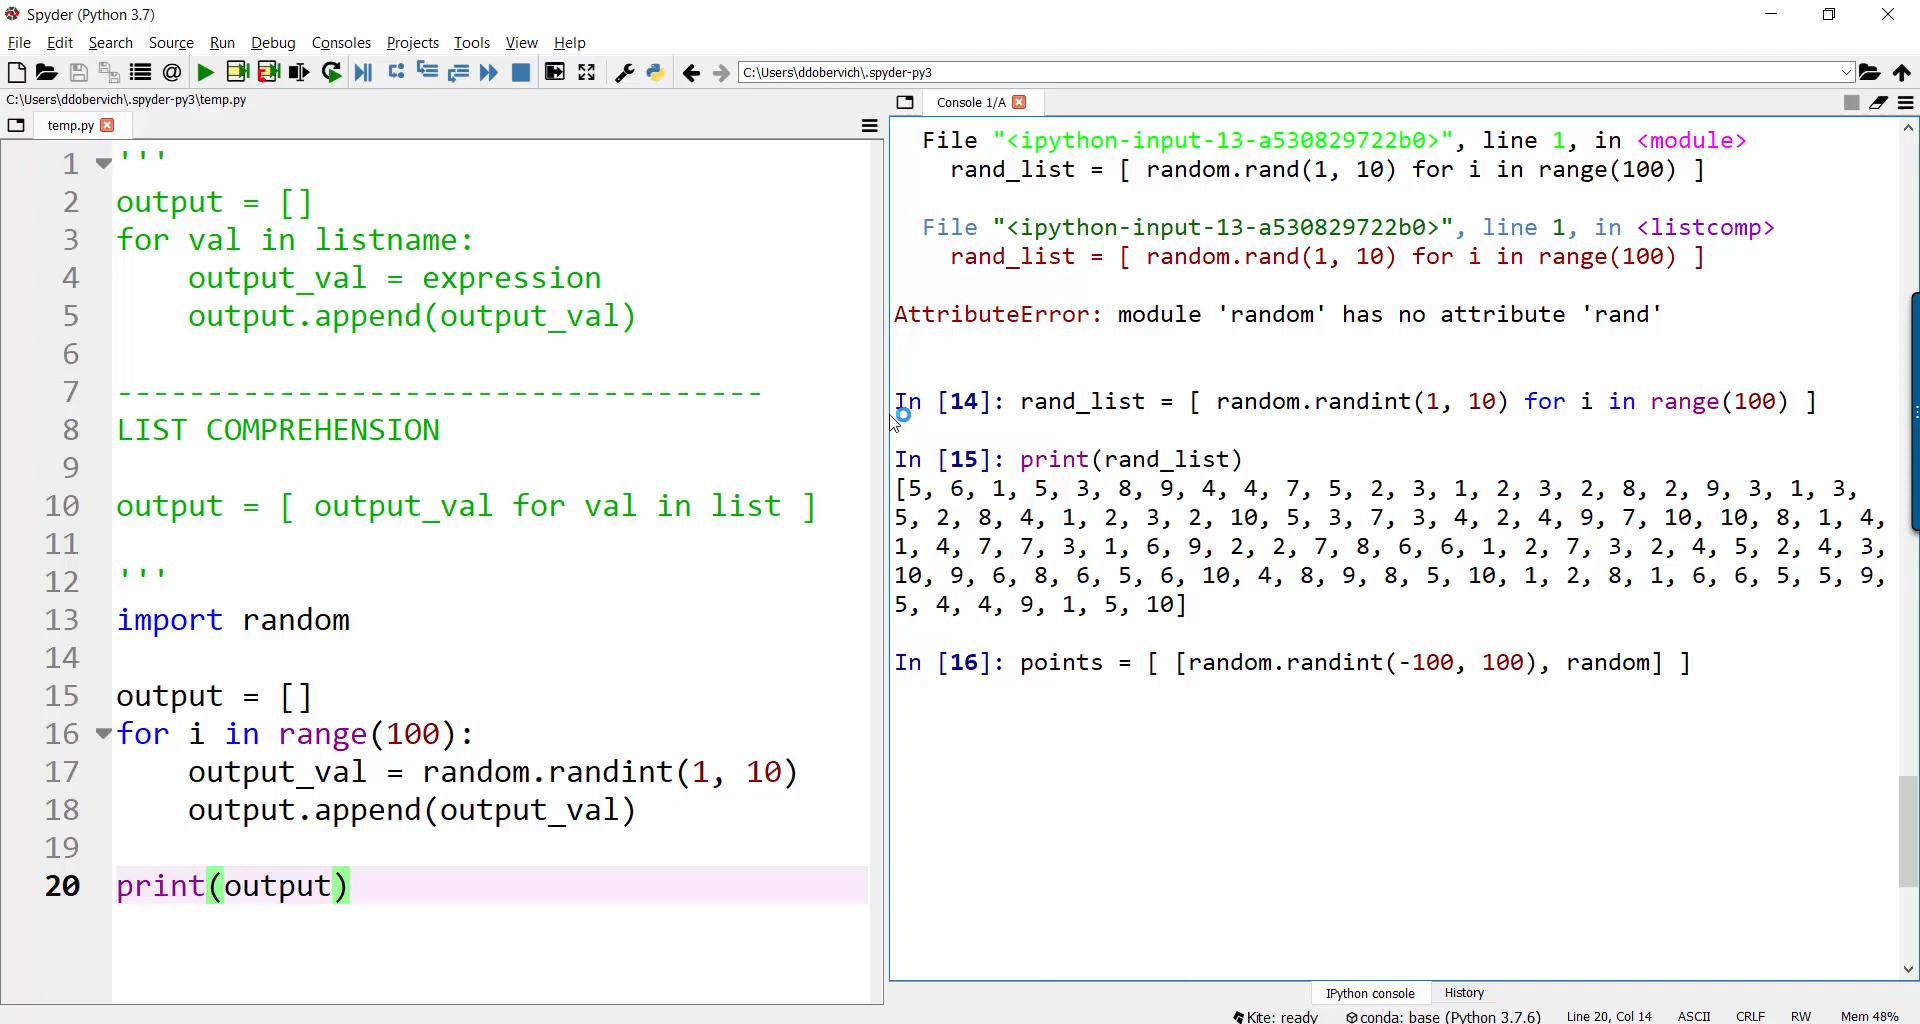 Spyder (Python 3.7)
File Edit Search Source Run Debug Consoles Projects Tools View Help
C:\Users\ddobervich\.spyder-py3
C:\Users\ddobervich\.spyder-py3\temp.py
temp.py
1 '''
2 output = []
3 for val in listname:
4     output_val = expression
5     output.append(output_val)
6
7 ------------------------------------
8 LIST COMPREHENSION
9
10 output = [ output_val for val in list ]
11
12 '''
13 import random
14
15 output = []
16 for i in range(100):
17     output_val = random.randint(1, 10)
18     output.append(output_val)
19
20 print(output)
Console 1/A
File "<ipython-input-13-a530829722b0>", line 1, in <module>
rand_list = [ random.rand(1, 10) for i in range(100) ]
File "<ipython-input-13-a530829722b0>", line 1, in <listcomp>
rand_list = [ random.rand(1, 10) for i in range(100) ]
AttributeError: module 'random' has no attribute 'rand'
In [14]: rand_list = [ random.randint(1, 10) for i in range(100) ]
In [15]: print(rand_list)
[5, 6, 1, 5, 3, 8, 9, 4, 4, 7, 5, 2, 3, 1, 2, 3, 2, 8, 2, 9, 3, 1, 3,
5, 2, 8, 4, 1, 2, 3, 2, 10, 5, 3, 7, 3, 4, 2, 4, 9, 7, 10, 10, 8, 1, 4,
1, 4, 7, 7, 3, 1, 6, 9, 2, 2, 7, 8, 6, 6, 1, 2, 7, 3, 2, 4, 5, 2, 4, 3,
10, 9, 6, 8, 6, 5, 6, 10, 4, 8, 9, 8, 5, 10, 1, 2, 8, 1, 6, 6, 5, 5, 9,
5, 4, 4, 9, 1, 5, 10]
In [16]: points = [ [random.randint(-100, 100), random] ]
IPython console History
Kite: ready conda: base (Python 3.7.6) Line 20, Col 14 ASCII CRLF RW Mem 48%